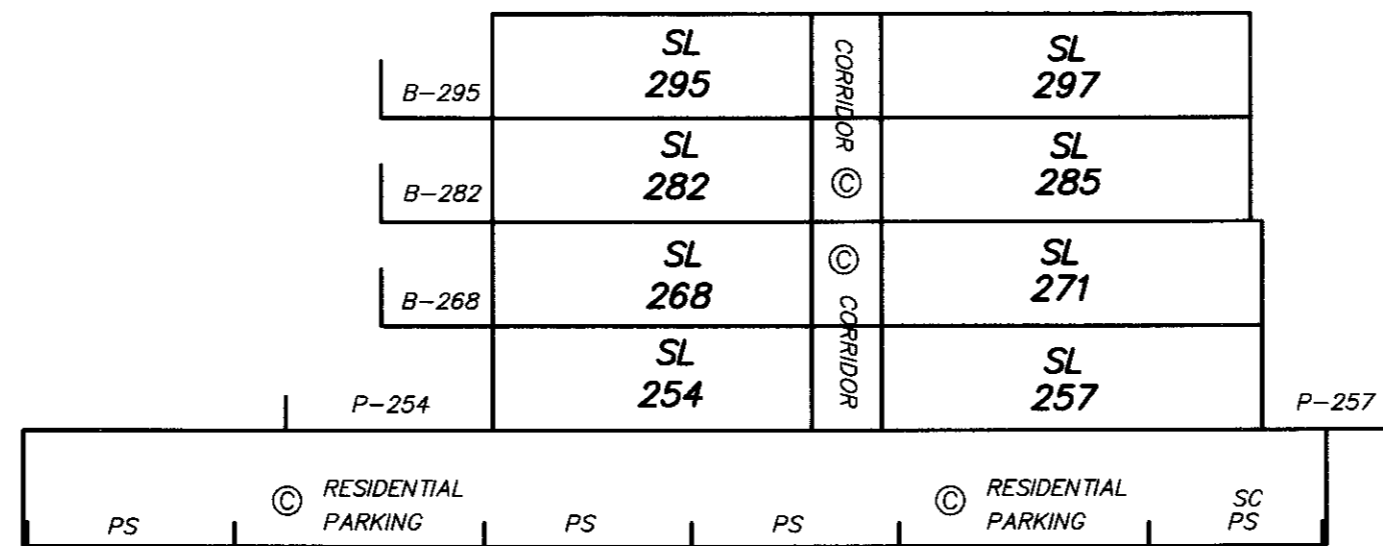 SL
295
SL
297
B-295
CORRIDOR ©
SL
282
SL
285
B-282
SL
268
SL
271
B-268
© CORRIDOR
SL
254
SL
257
P-254
P-257
PS
© RESIDENTIAL
PARKING
PS
PS
© RESIDENTIAL
PARKING
SC
PS